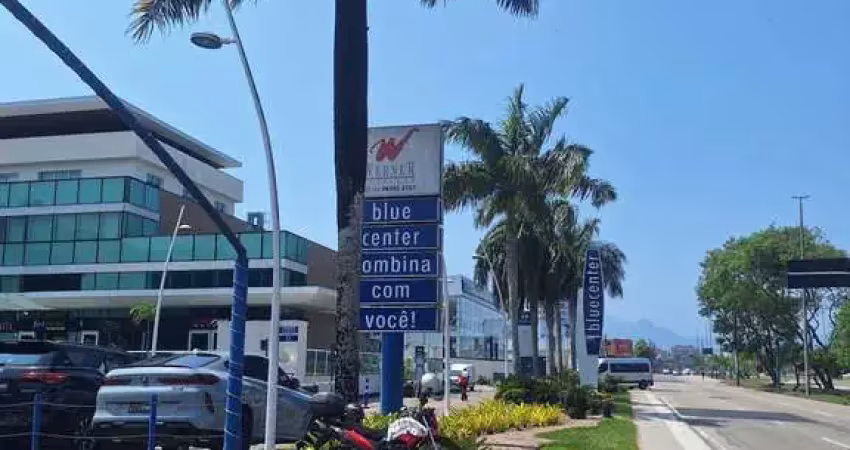 W
WERNER
blue
center
combina
com
você!
bluecenter